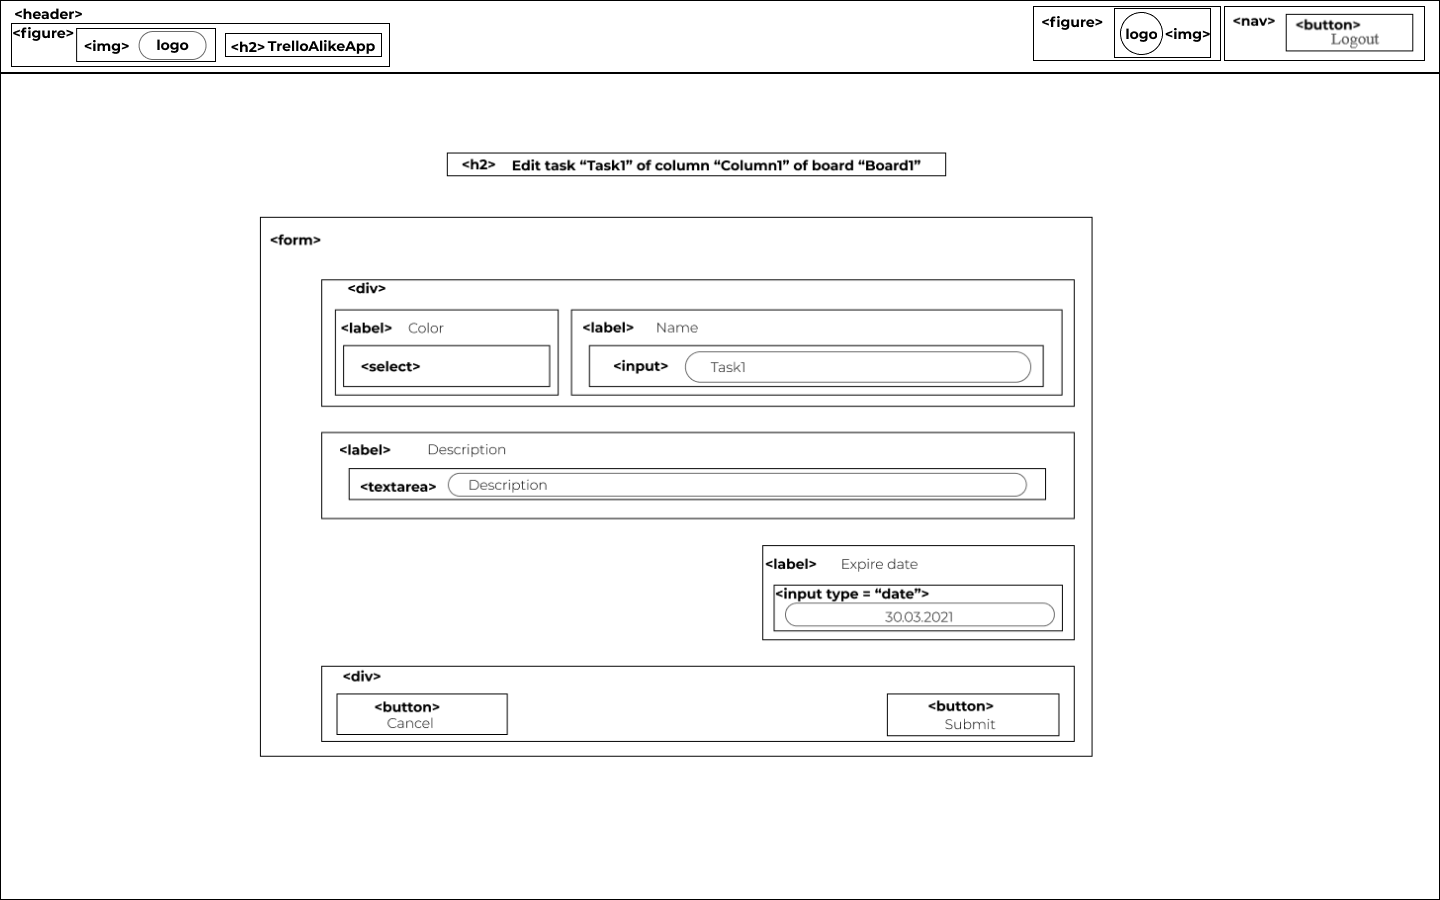 <header>
<figure>
<img> logo
<h2> TrelloAlikeApp
<figure>
logo <img>
<nav>
<button>
Logout
<h2> Edit task “Task1” of column “Column1” of board “Board1”
<form>
<div>
<label> Color
<select>
<label> Name
<input> Task1
<label> Description
<textarea> Description
<label> Expire date
<input type = “date”>
30.03.2021
<div>
<button>
Cancel
<button>
Submit